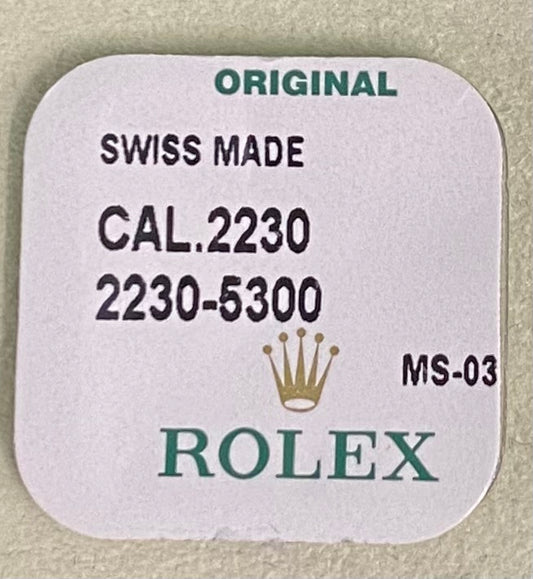 ORIGINAL
SWISS MADE
CAL.2230
2230-5300
MS-03
ROLEX